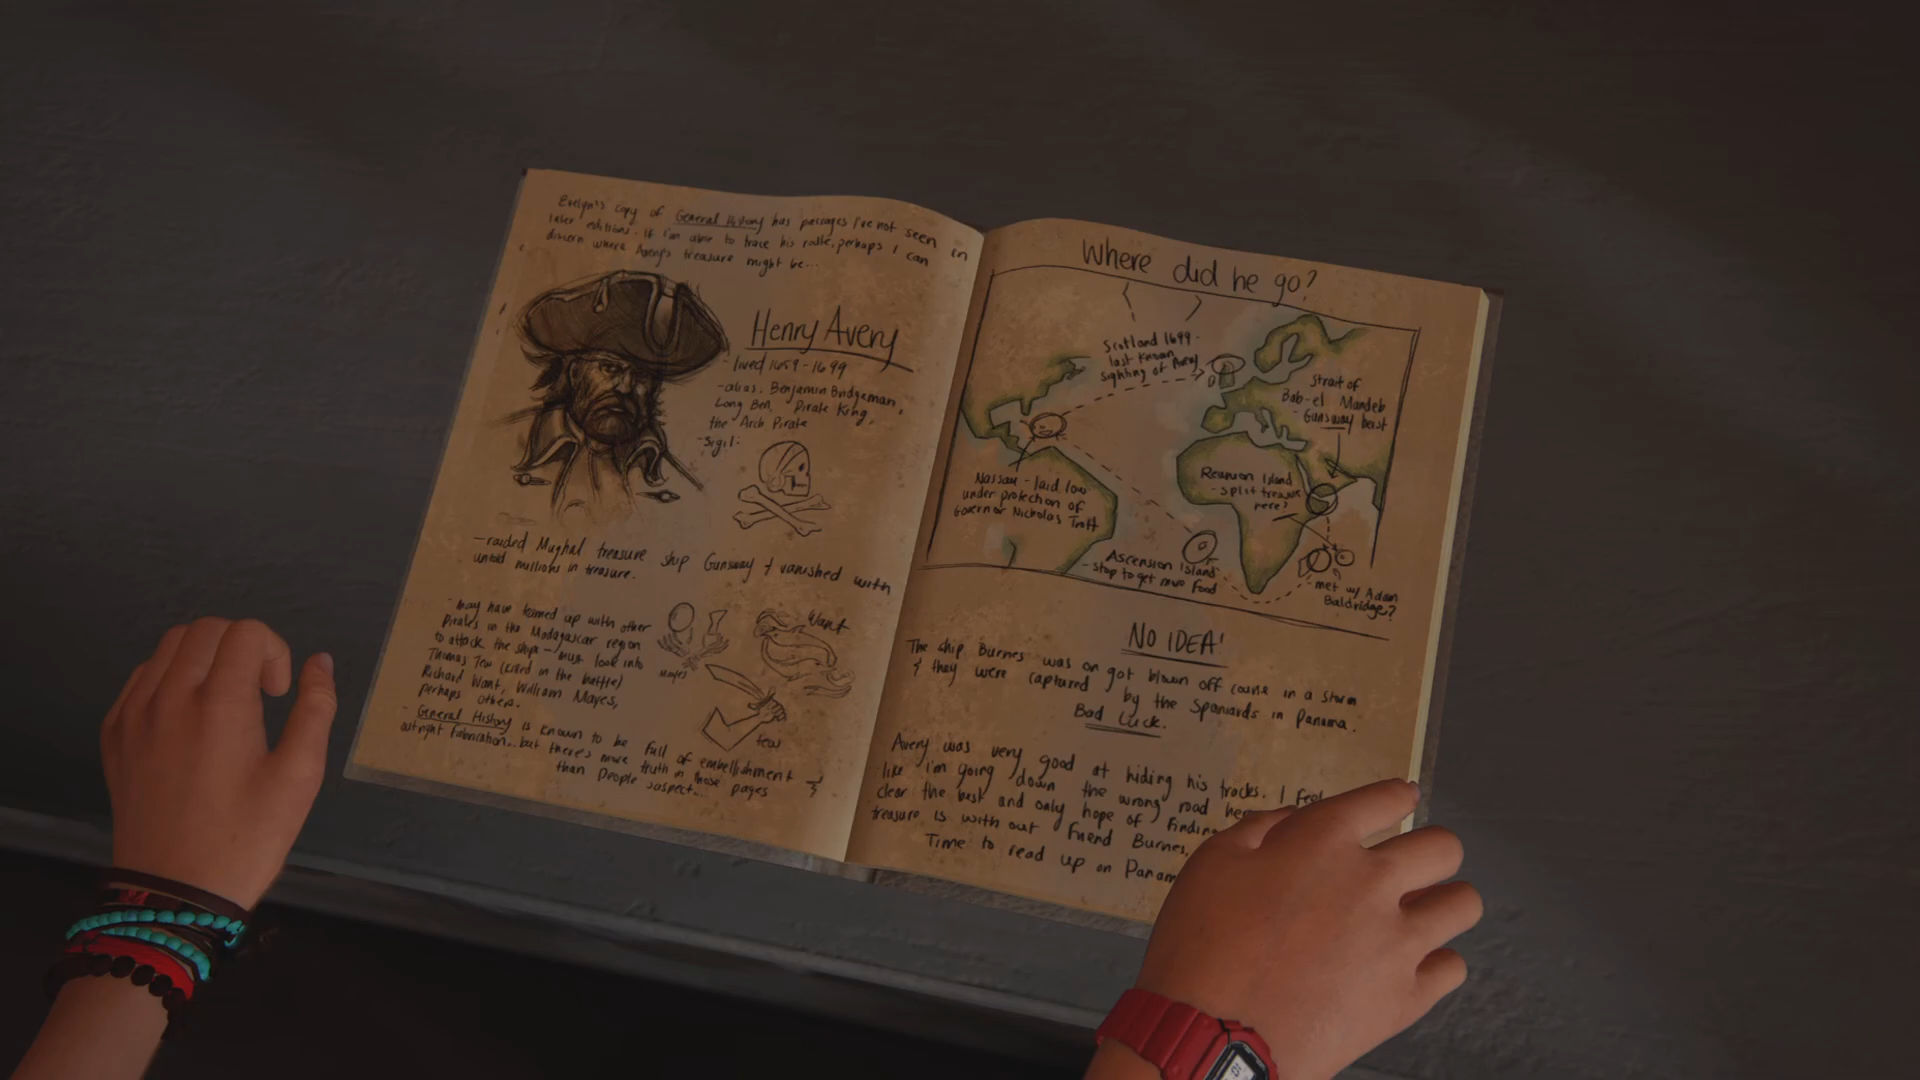 Evelyn's copy of General History has passages I've not seen in
later editions. If I'm able to trace his route, perhaps I can
discern where Avery's treasure might be...
Henry Avery
- lived 1659 - 1699
- alias: Benjamin Bridgeman,
Long Ben, Pirate King,
the Arch Pirate
- Sigil:
- raided Mughal treasure ship Gunsway & vanished with
untold millions in treasure.
- may have teamed up with other
pirates in the Madagascar region
to attack the ships - must look into
Thomas Tew (killed in the battle)
Richard Want, William Mayes,
perhaps others.
Mayes
Want
Tew
- General History is known to be full of embellishment &
outright fabrication... but there's more truth in those pages
than people suspect...
Where did he go?
Scotland 1699 -
last known
sighting of Avery
Strait of
Bab-el Mandeb
- Gunsway heist
Nassau - laid low
under protection of
Governor Nicholas Trott
Reunion Island
- split treasure
here?
Ascension Island
- stop to get more food
- met w/ Adam
Baldridge?
NO IDEA!
The ship Burnes was on got blown off course in a storm
& they were captured by the Spaniards in Panama.
Bad Luck.
Avery was very good at hiding his tracks. I feel
like I'm going down the wrong road
clear the best and only hope of finding
treasure is with our friend Burnes.
Time to read up on
01